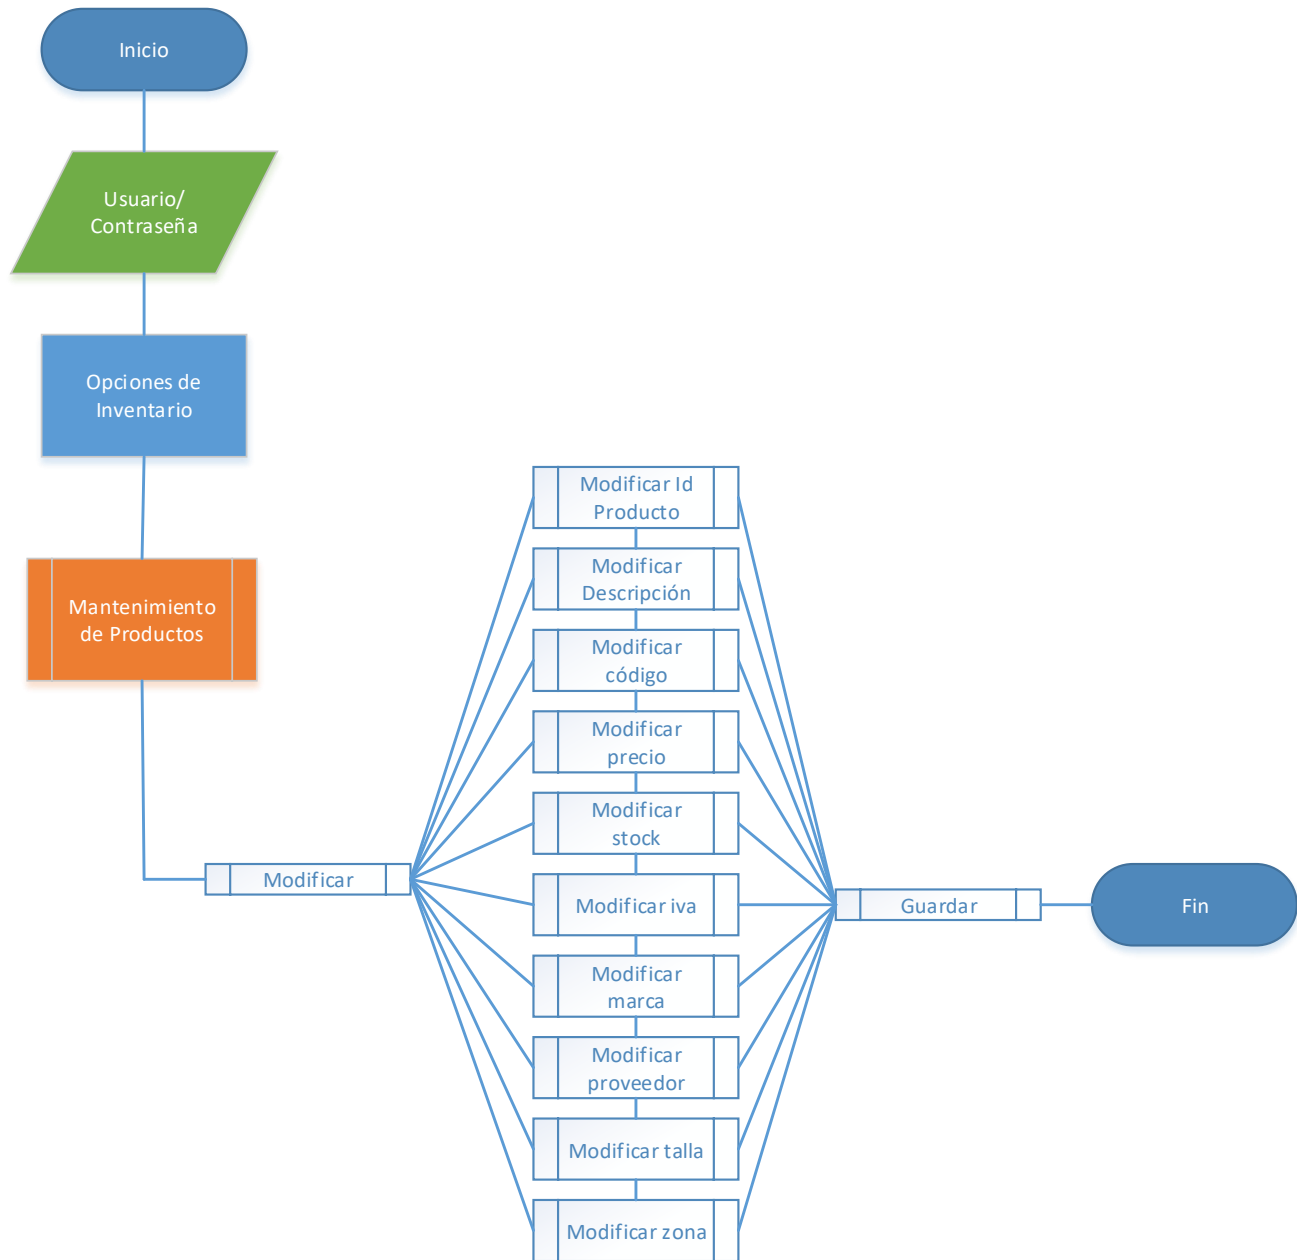 Inicio
Usuario/
Contraseña
Opciones de
Inventario
Mantenimiento
de Productos
Modificar
Modificar Id
Producto
Modificar
Descripción
Modificar
código
Modificar
precio
Modificar
stock
Modificar iva
Modificar
marca
Modificar
proveedor
Modificar talla
Modificar zona
Guardar
Fin